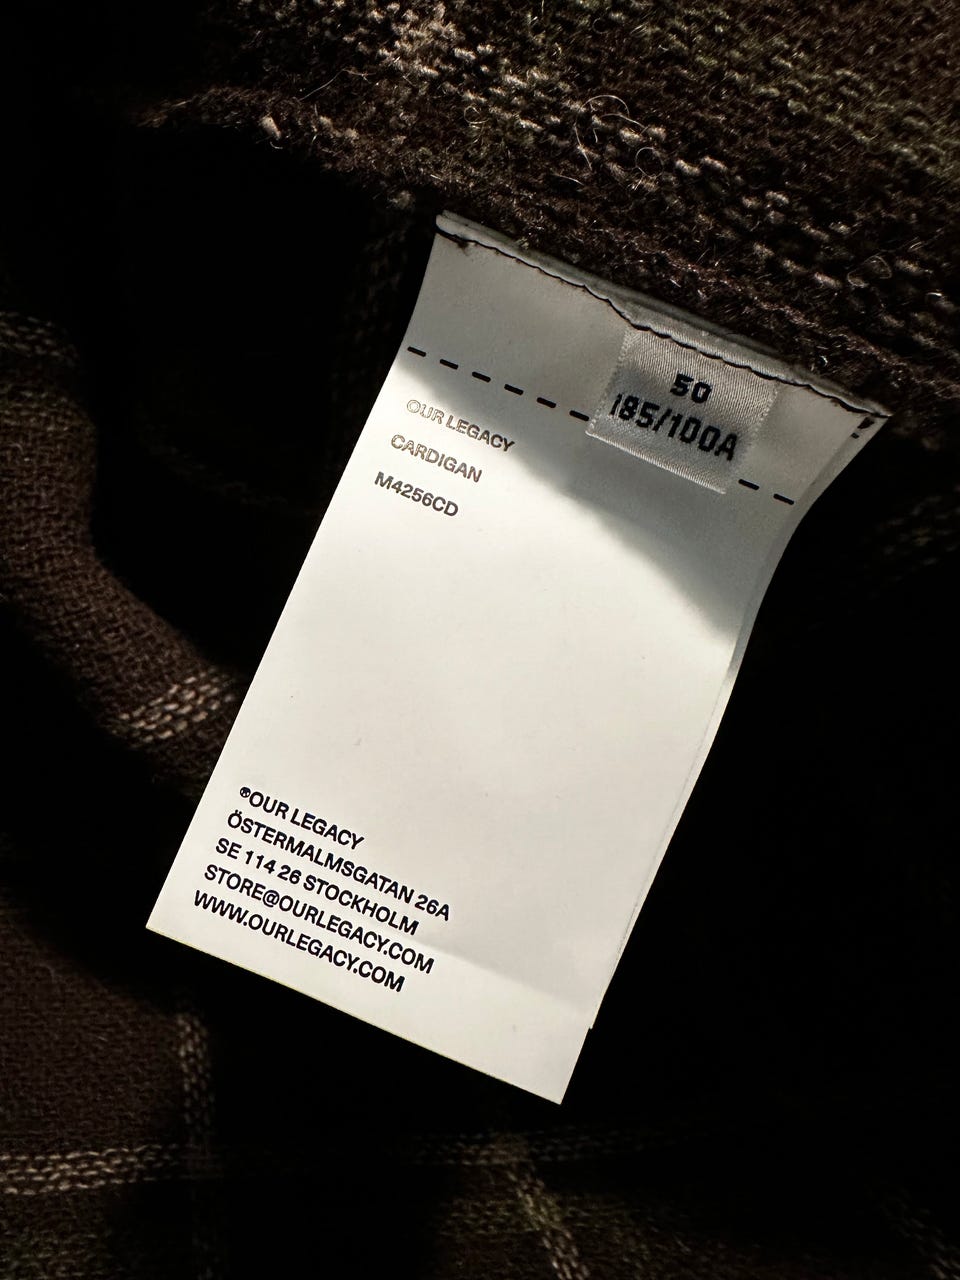 50
185/100A
OUR LEGACY
CARDIGAN
M4256CD
®OUR LEGACY
ÖSTERMALMSGATAN 26A
SE 114 26 STOCKHOLM
STORE@OURLEGACY.COM
WWW.OURLEGACY.COM